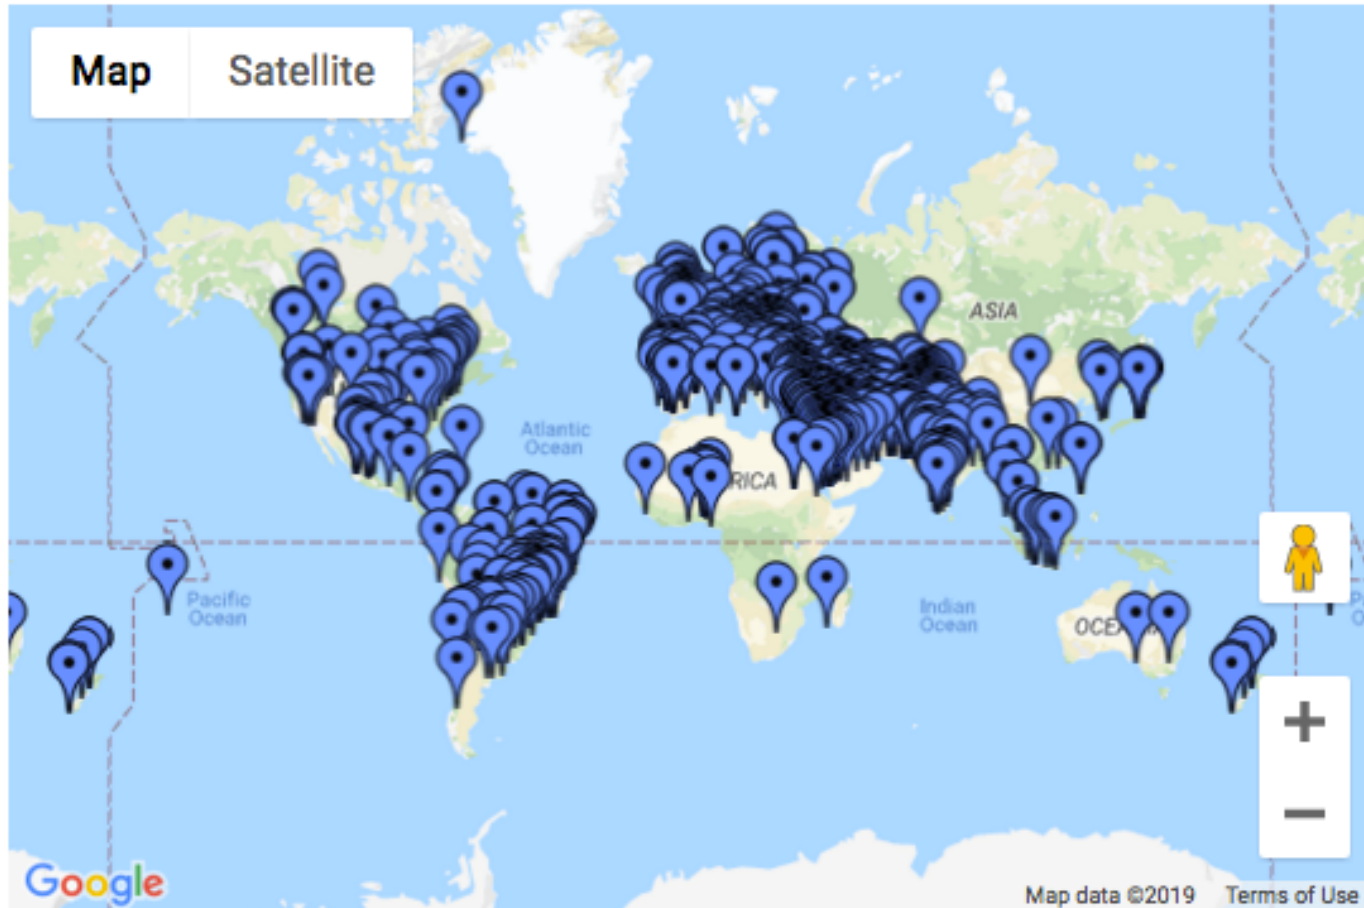 Map Satellite
ASIA
Atlantic
Ocean
RICA
Pacific
Ocean
Indian
Ocean
OCE
Google
Map data ©2019 Terms of Use